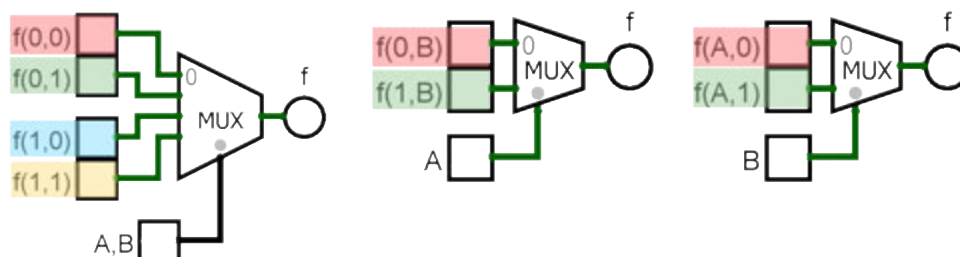 f(0,0)
f(0,1)
f(1,0)
f(1,1)
0
MUX
f
A,B
f(0,B)
f(1,B)
0
MUX
f
A
f(A,0)
f(A,1)
0
MUX
f
B